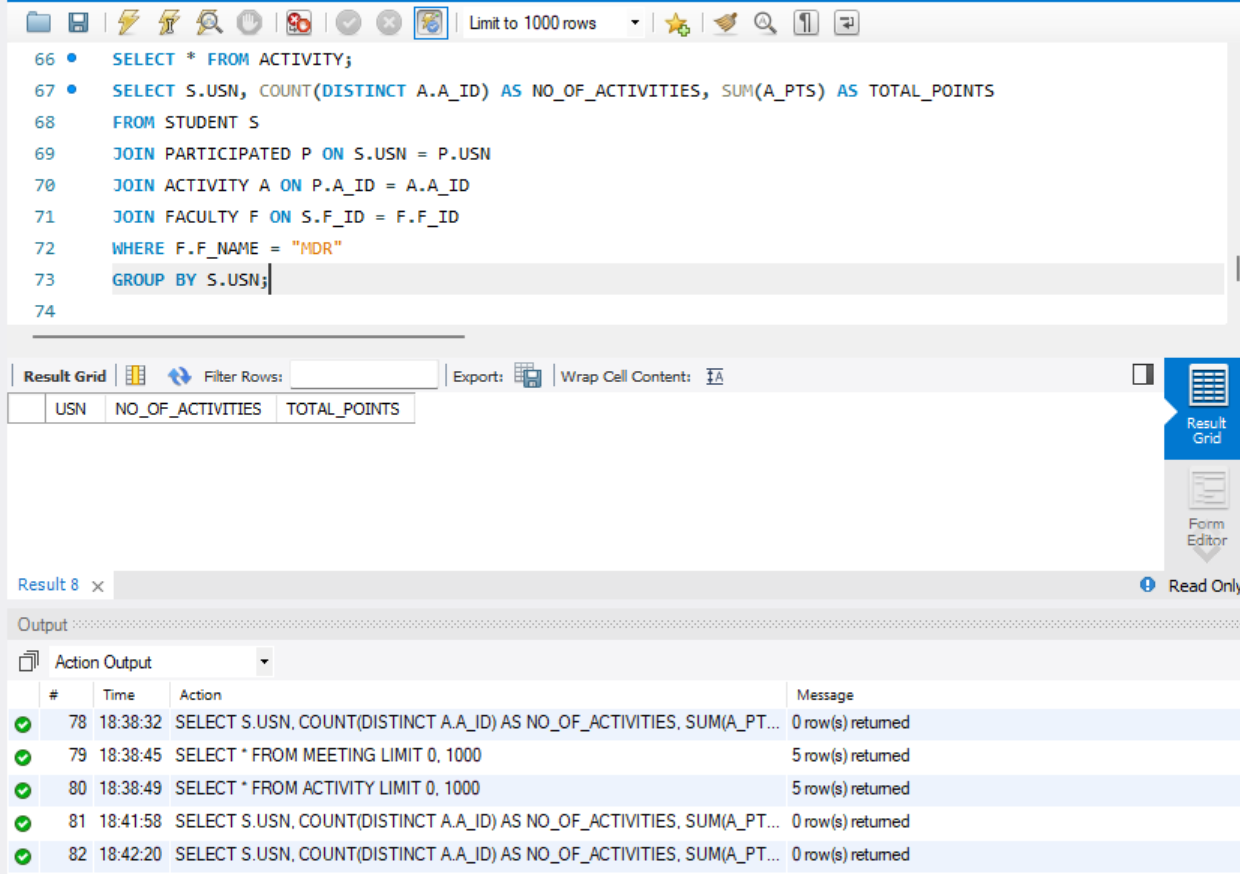 Limit to 1000 rows
66 SELECT * FROM ACTIVITY;
67 SELECT S.USN, COUNT(DISTINCT A.A_ID) AS NO_OF_ACTIVITIES, SUM(A_PTS) AS TOTAL_POINTS
68 FROM STUDENT S
69 JOIN PARTICIPATED P ON S.USN = P.USN
70 JOIN ACTIVITY A ON P.A_ID = A.A_ID
71 JOIN FACULTY F ON S.F_ID = F.F_ID
72 WHERE F.F_NAME = "MDR"
73 GROUP BY S.USN;
74
Result Grid Filter Rows: Export: Wrap Cell Content:
USN NO_OF_ACTIVITIES TOTAL_POINTS
Result
Grid
Form
Editor
Result 8 Read Only
Output
Action Output
# Time Action Message
78 18:38:32 SELECT S.USN, COUNT(DISTINCT A.A_ID) AS NO_OF_ACTIVITIES, SUM(A_PT... 0 row(s) returned
79 18:38:45 SELECT * FROM MEETING LIMIT 0, 1000 5 row(s) returned
80 18:38:49 SELECT * FROM ACTIVITY LIMIT 0, 1000 5 row(s) returned
81 18:41:58 SELECT S.USN, COUNT(DISTINCT A.A_ID) AS NO_OF_ACTIVITIES, SUM(A_PT... 0 row(s) returned
82 18:42:20 SELECT S.USN, COUNT(DISTINCT A.A_ID) AS NO_OF_ACTIVITIES, SUM(A_PT... 0 row(s) returned